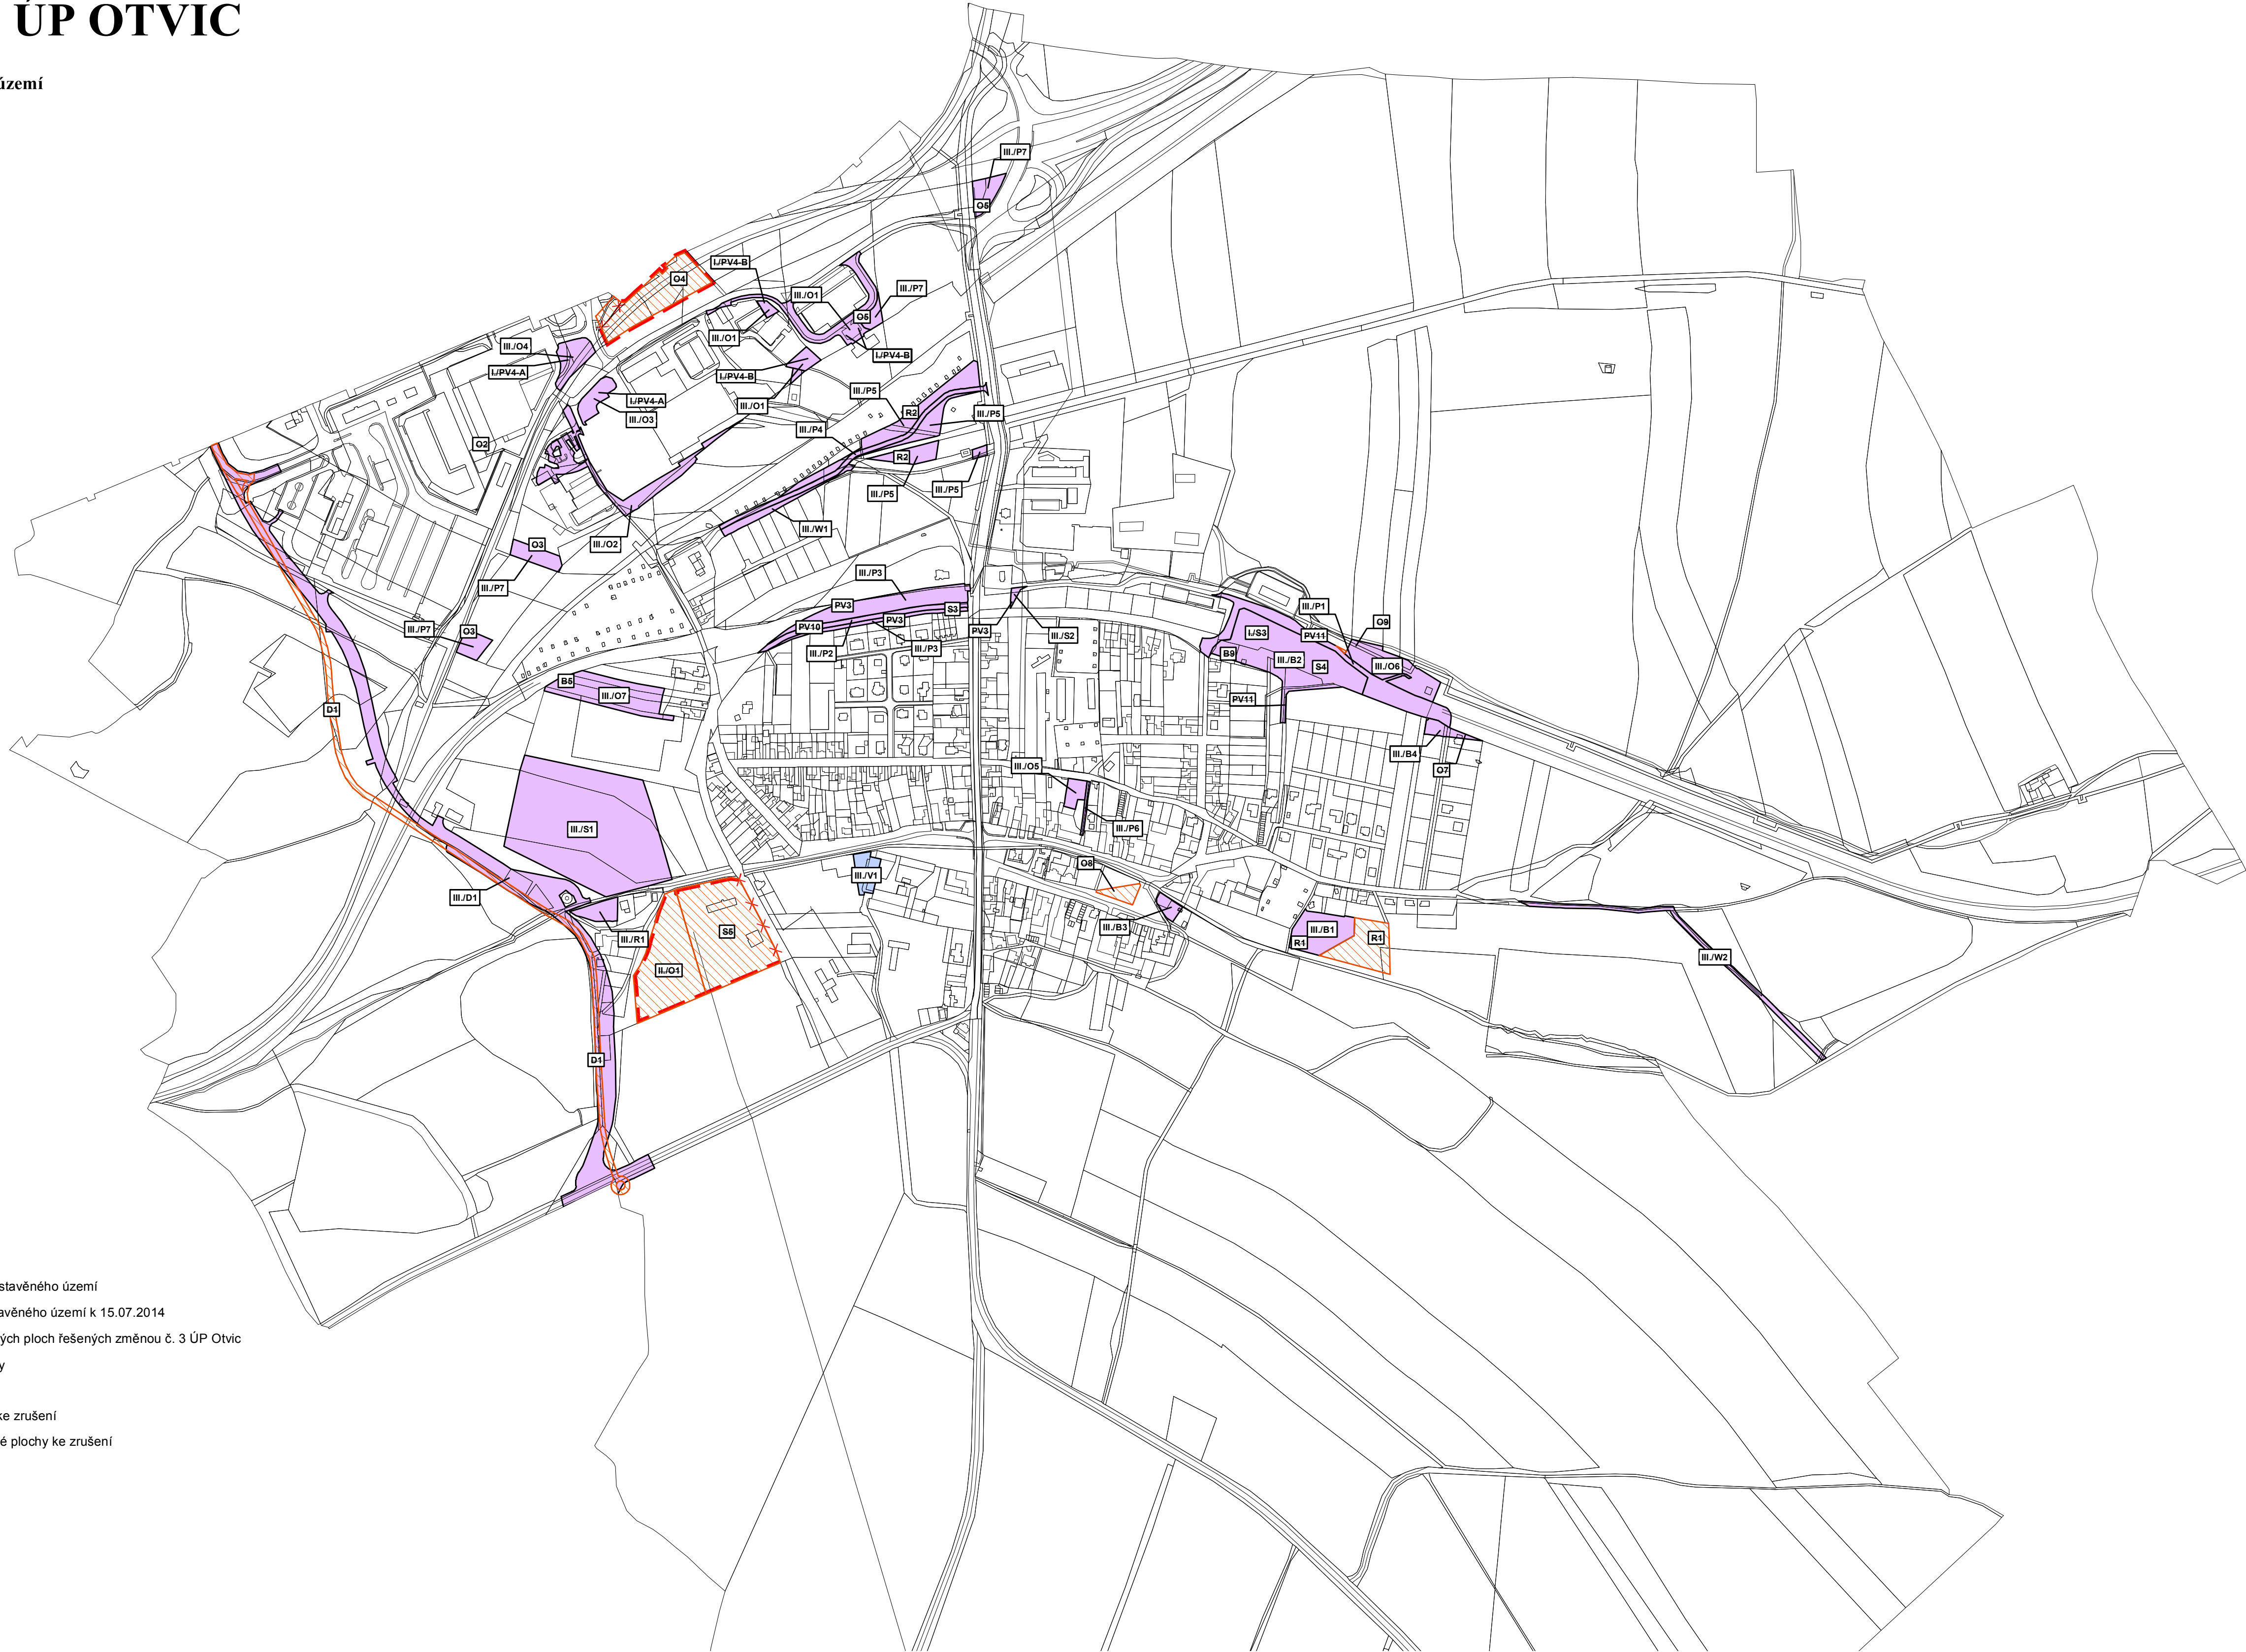 ÚP OTVIC
území
III./P7
O5
O4
I./PV4-B
III./O1
III./P7
O5
III./O4
III./O1
I./PV4-B
I./PV4-A
I./PV4-B
III./P5
I./PV4-A
III./O1
R2
III./P5
III./O3
III./P4
O2
R2
III./P5
III./P5
III./W1
O3
III./O2
III./P3
III./P7
PV3
S3
III./P1
PV3
O9
PV10
III./P7
O3
PV3
III./S2
I./S3
PV11
III./P2
III./P3
B9
III./B2
S4
III./O6
B5
III./O7
PV11
D1
III./B4
III./O5
O7
III./S1
III./P6
O8
III./V1
III./D1
III./B3
III./R1
S5
III./B1
R1
R1
III./W2
II./O1
D1
stavěného území
avěného území k 15.07.2014
ých ploch řešených změnou č. 3 ÚP Otvic
y
ke zrušení
é plochy ke zrušení